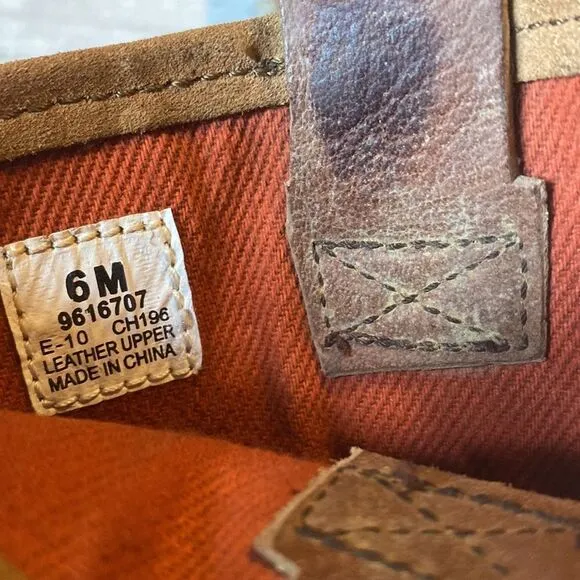 6 M
9616707
E-10 CH196
LEATHER UPPER
MADE IN CHINA